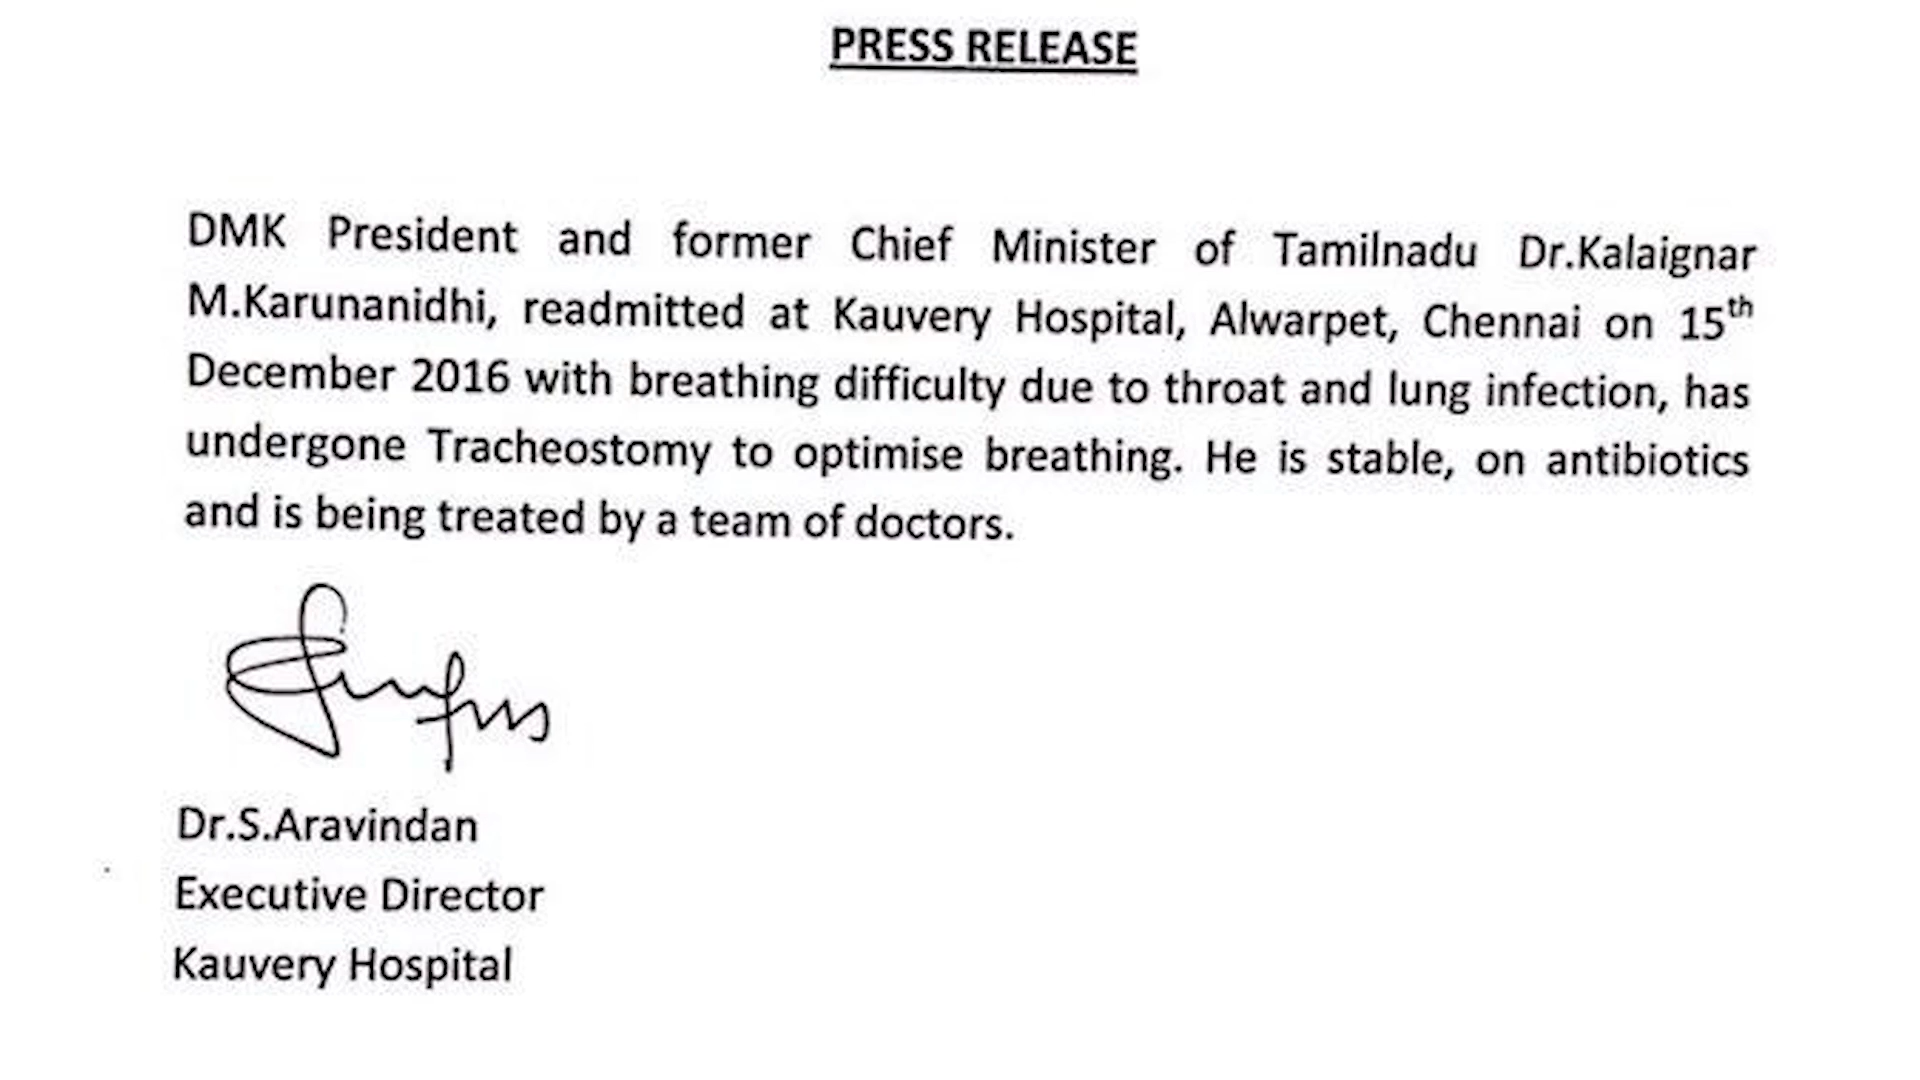 PRESS RELEASE
DMK President and former Chief Minister of Tamilnadu Dr.Kalaignar
M.Karunanidhi, readmitted at Kauvery Hospital, Alwarpet, Chennai on 15th
December 2016 with breathing difficulty due to throat and lung infection, has
undergone Tracheostomy to optimise breathing. He is stable, on antibiotics
and is being treated by a team of doctors.
Dr.S.Aravindan
Executive Director
Kauvery Hospital